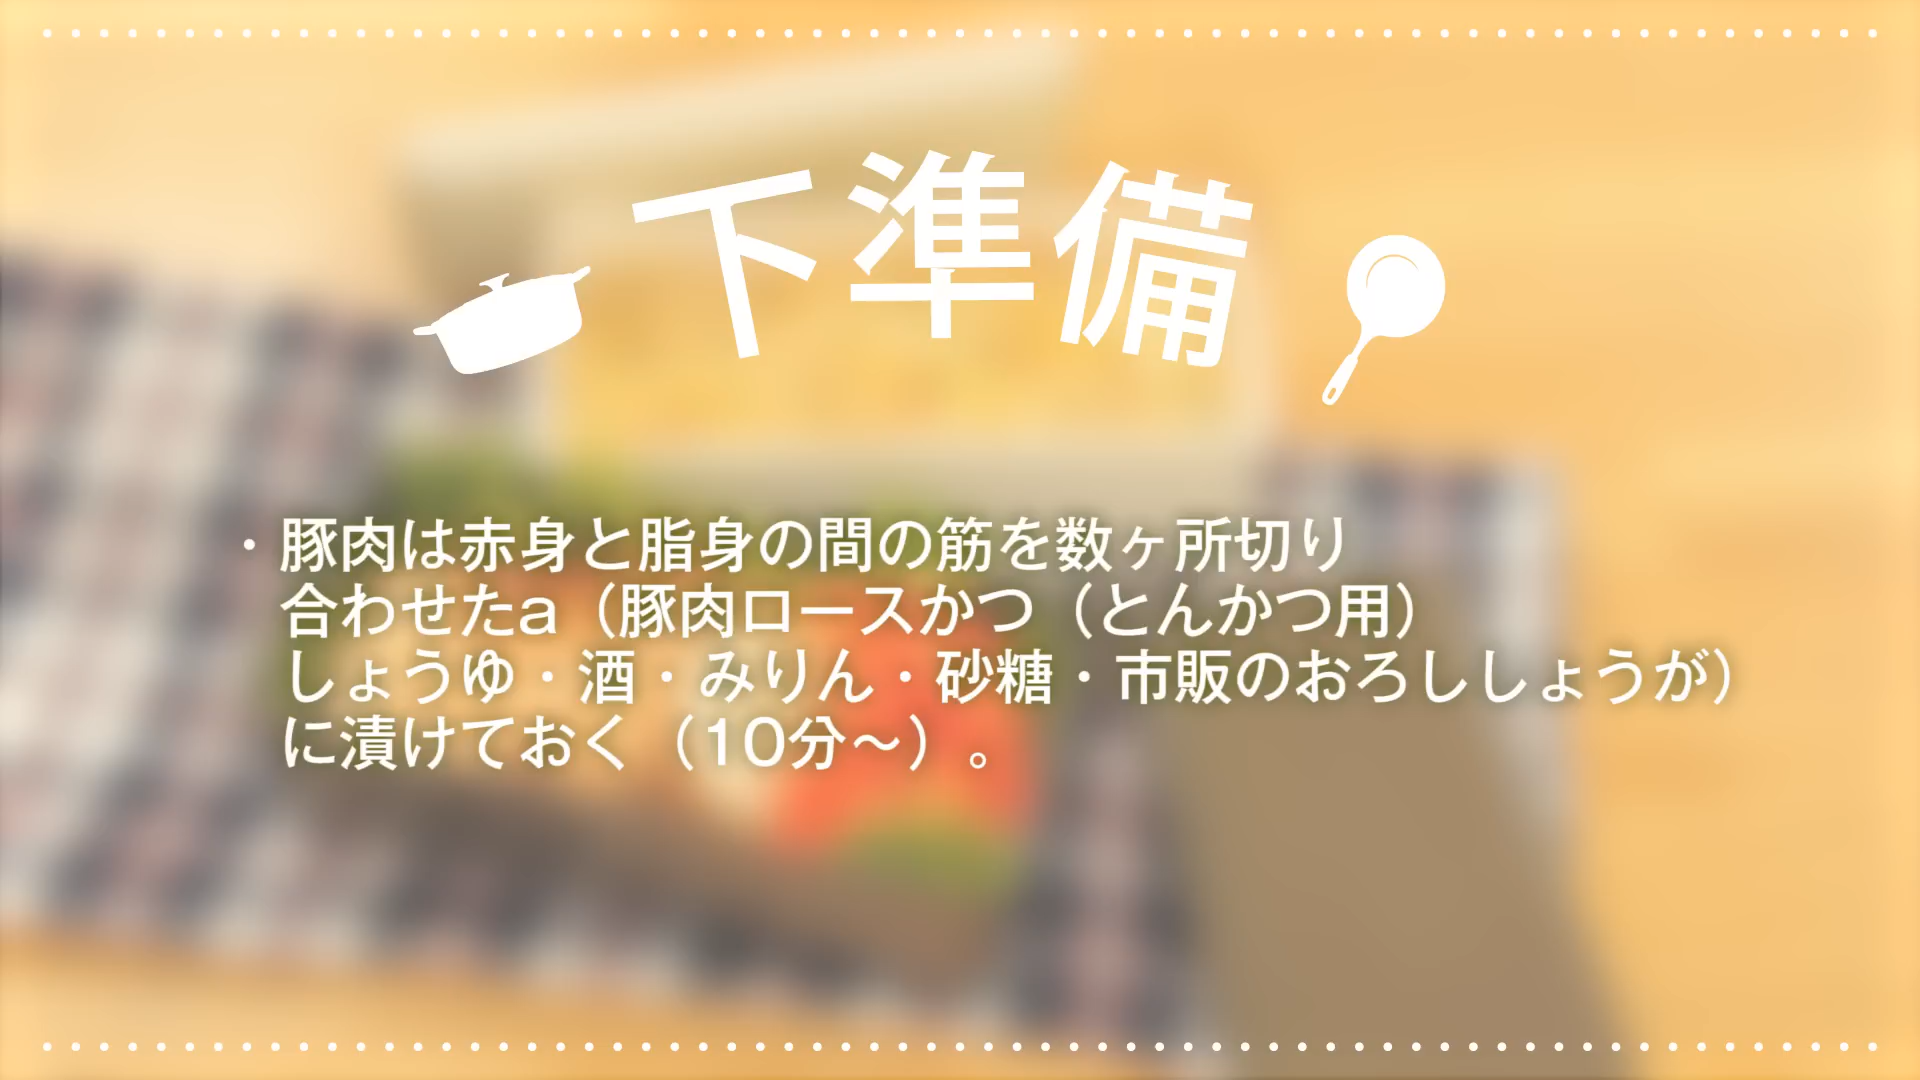 下準備
・豚肉は赤身と脂身の間の筋を数ヶ所切り
合わせたa（豚肉ロースかつ（とんかつ用）
しょうゆ・酒・みりん・砂糖・市販のおろししょうが）
に漬けておく（10分～）。